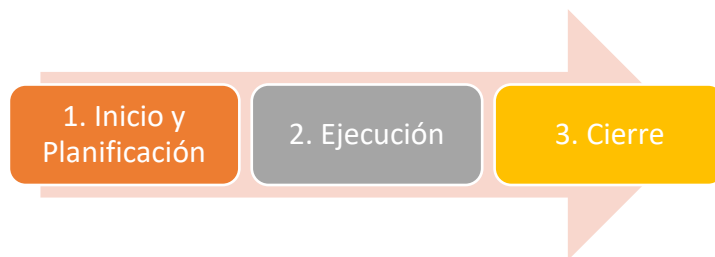 1. Inicio y
Planificación
2. Ejecución
3. Cierre